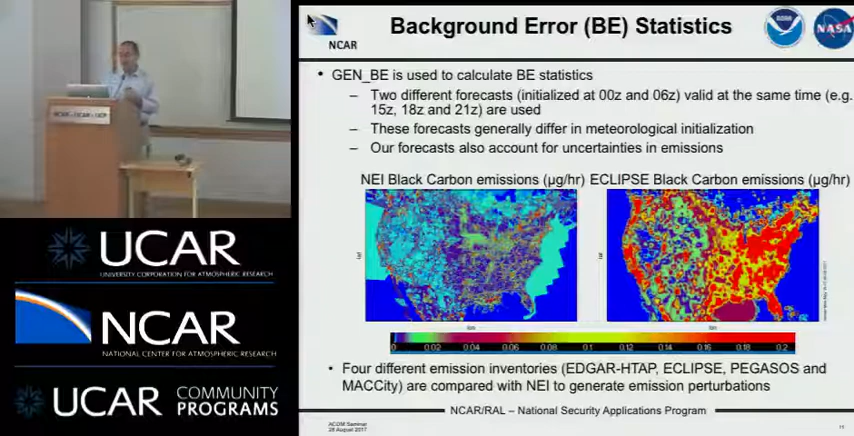 NCAR • UCAR • UCP
UCAR
UNIVERSITY CORPORATION FOR ATMOSPHERIC RESEARCH
NCAR
NATIONAL CENTER FOR ATMOSPHERIC RESEARCH
UCAR COMMUNITY
PROGRAMS
NCAR
Background Error (BE) Statistics
NOAA
NASA
• GEN_BE is used to calculate BE statistics
– Two different forecasts (initialized at 00z and 06z) valid at the same time (e.g.
15z, 18z and 21z) are used
– These forecasts generally differ in meteorological initialization
– Our forecasts also account for uncertainties in emissions
NEI Black Carbon emissions (µg/hr) ECLIPSE Black Carbon emissions (µg/hr)
0 0.02 0.04 0.06 0.08 0.1 0.12 0.14 0.16 0.18 0.2
• Four different emission inventories (EDGAR-HTAP, ECLIPSE, PEGASOS and
MACCity) are compared with NEI to generate emission perturbations
NCAR/RAL – National Security Applications Program
ACOM Seminar
28 August 2017